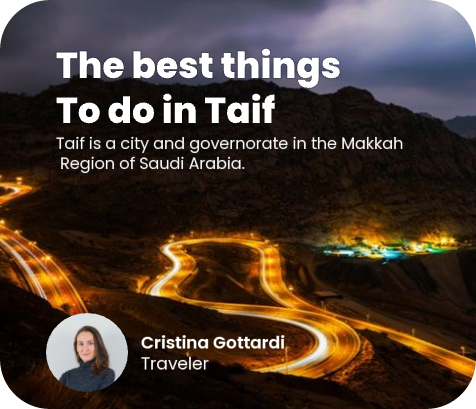 The best things
To do in Taif
Taif is a city and governorate in the Makkah
Region of Saudi Arabia.
Cristina Gottardi
Traveler